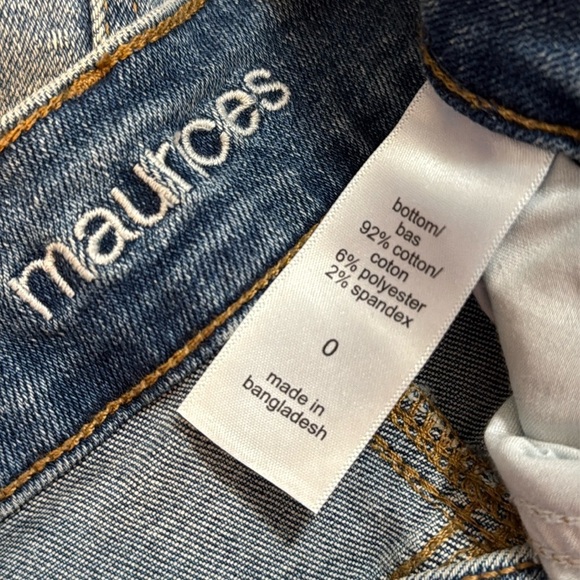 maurices
bottom/
bas
92% cotton/
coton
6% polyester
2% spandex
0
made in
bangladesh